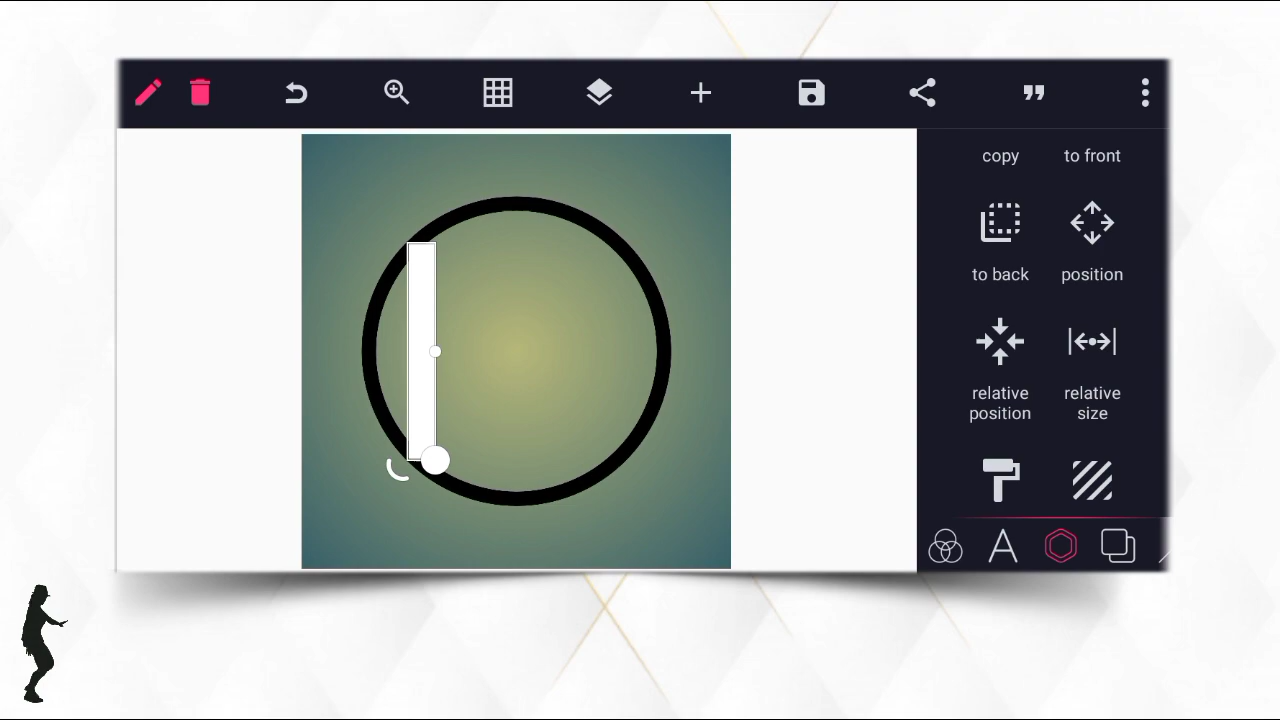 copy to front
to back position
relative position relative size